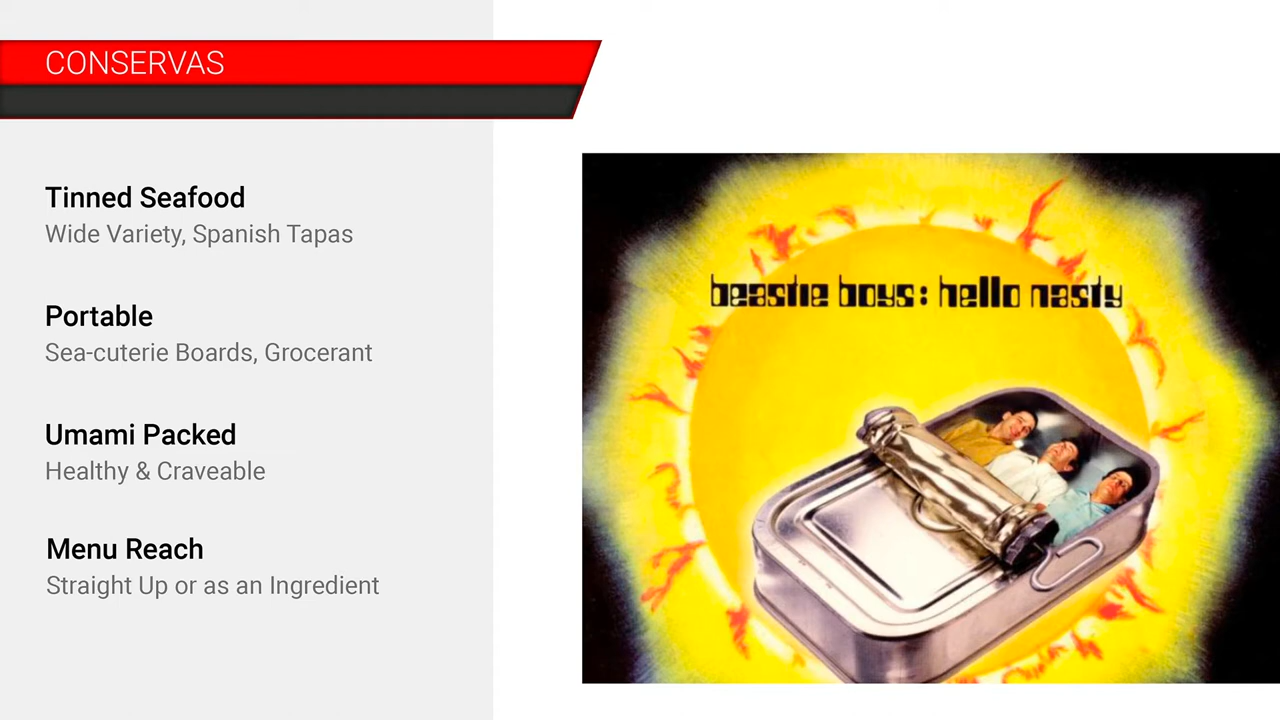 CONSERVAS
Tinned Seafood
Wide Variety, Spanish Tapas
Portable
Sea-cuterie Boards, Grocerant
Umami Packed
Healthy & Craveable
Menu Reach
Straight Up or as an Ingredient
beastie boys: hello nasty